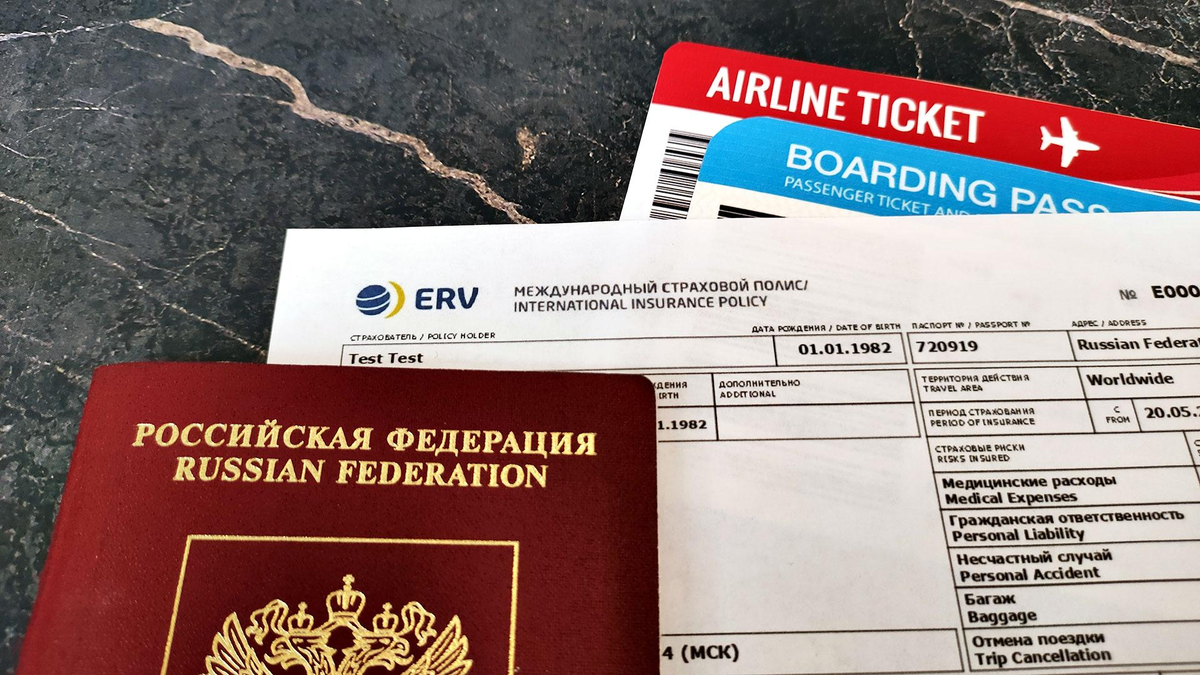 AIRLINE TICKET
BOARDING PASS
PASSENGER TICKET AND
ERV
МЕЖДУНАРОДНЫЙ СТРАХОВОЙ ПОЛИС/
INTERNATIONAL INSURANCE POLICY
№ E000
СТРАХОВАТЕЛЬ / POLICY HOLDER
ДАТА РОЖДЕНИЯ / DATE OF BIRTH
ПАСПОРТ № / PASSPORT №
АДРЕС / ADDRESS
Test Test
01.01.1982
720919
Russian Federat
ДОПОЛНИТЕЛЬНО
ADDITIONAL
1.1982
ТЕРРИТОРИЯ ДЕЙСТВИЯ
TRAVEL AREA
Worldwide
ПЕРИОД СТРАХОВАНИЯ
PERIOD OF INSURANCE
С
FROM
20.05.
СТРАХОВЫЕ РИСКИ
RISKS INSURED
Медицинские расходы
Medical Expenses
Гражданская ответственность
Personal Liability
Несчастный случай
Personal Accident
Багаж
Baggage
Отмена поездки
Trip Cancellation
4 (МСК)
РОССИЙСКАЯ ФЕДЕРАЦИЯ
RUSSIAN FEDERATION